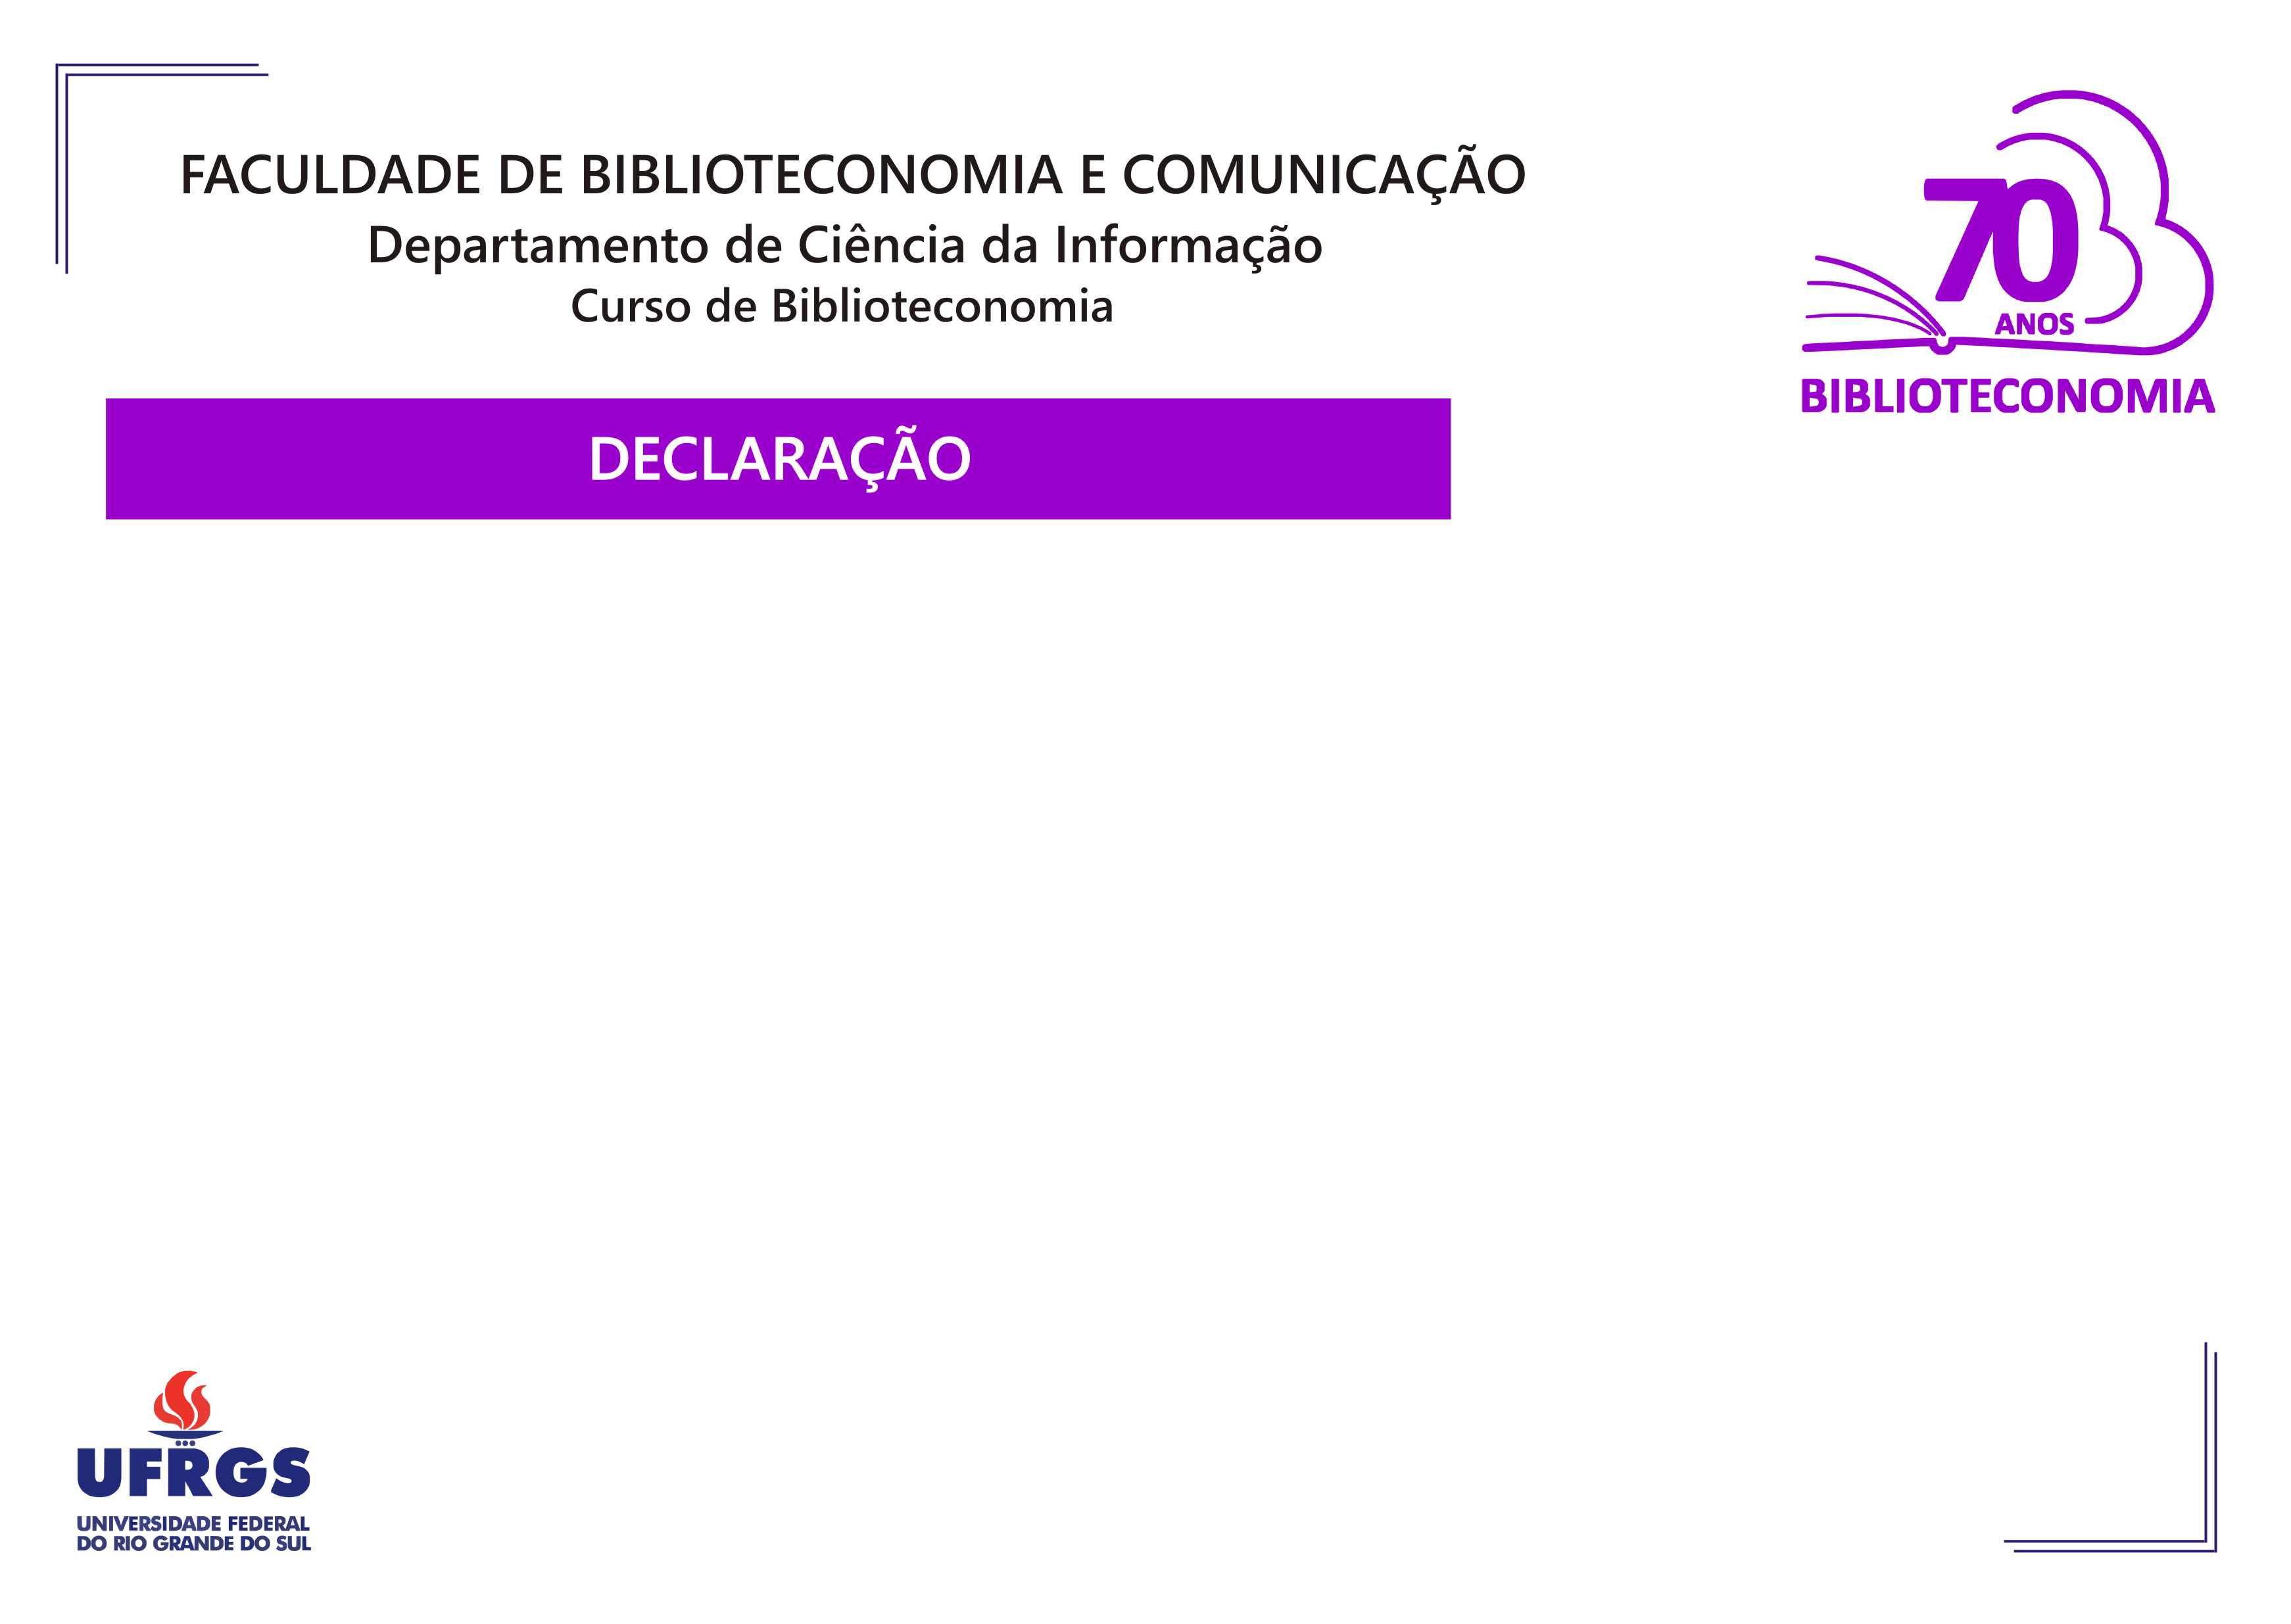 FACULDADE DE BIBLIOTECONOMIA E COMUNICAÇÃO
Departamento de Ciência da Informação
Curso de Biblioteconomia
70
ANOS
BIBLIOTECONOMIA
DECLARAÇÃO
UFRGS
UNIVERSIDADE FEDERAL
DO RIO GRANDE DO SUL